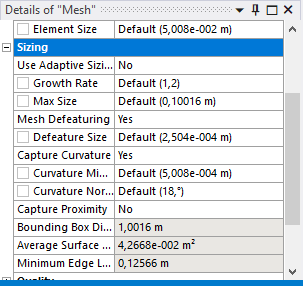 Details of "Mesh"
Element Size Default (5,008e-002 m)
Sizing
Use Adaptive Sizi... No
Growth Rate Default (1,2)
Max Size Default (0,10016 m)
Mesh Defeaturing Yes
Defeature Size Default (2,504e-004 m)
Capture Curvature Yes
Curvature Mi... Default (5,008e-004 m)
Curvature Nor... Default (18,°)
Capture Proximity No
Bounding Box Di... 1,0016 m
Average Surface ... 4,2668e-002 m²
Minimum Edge L... 0,12566 m
Quality